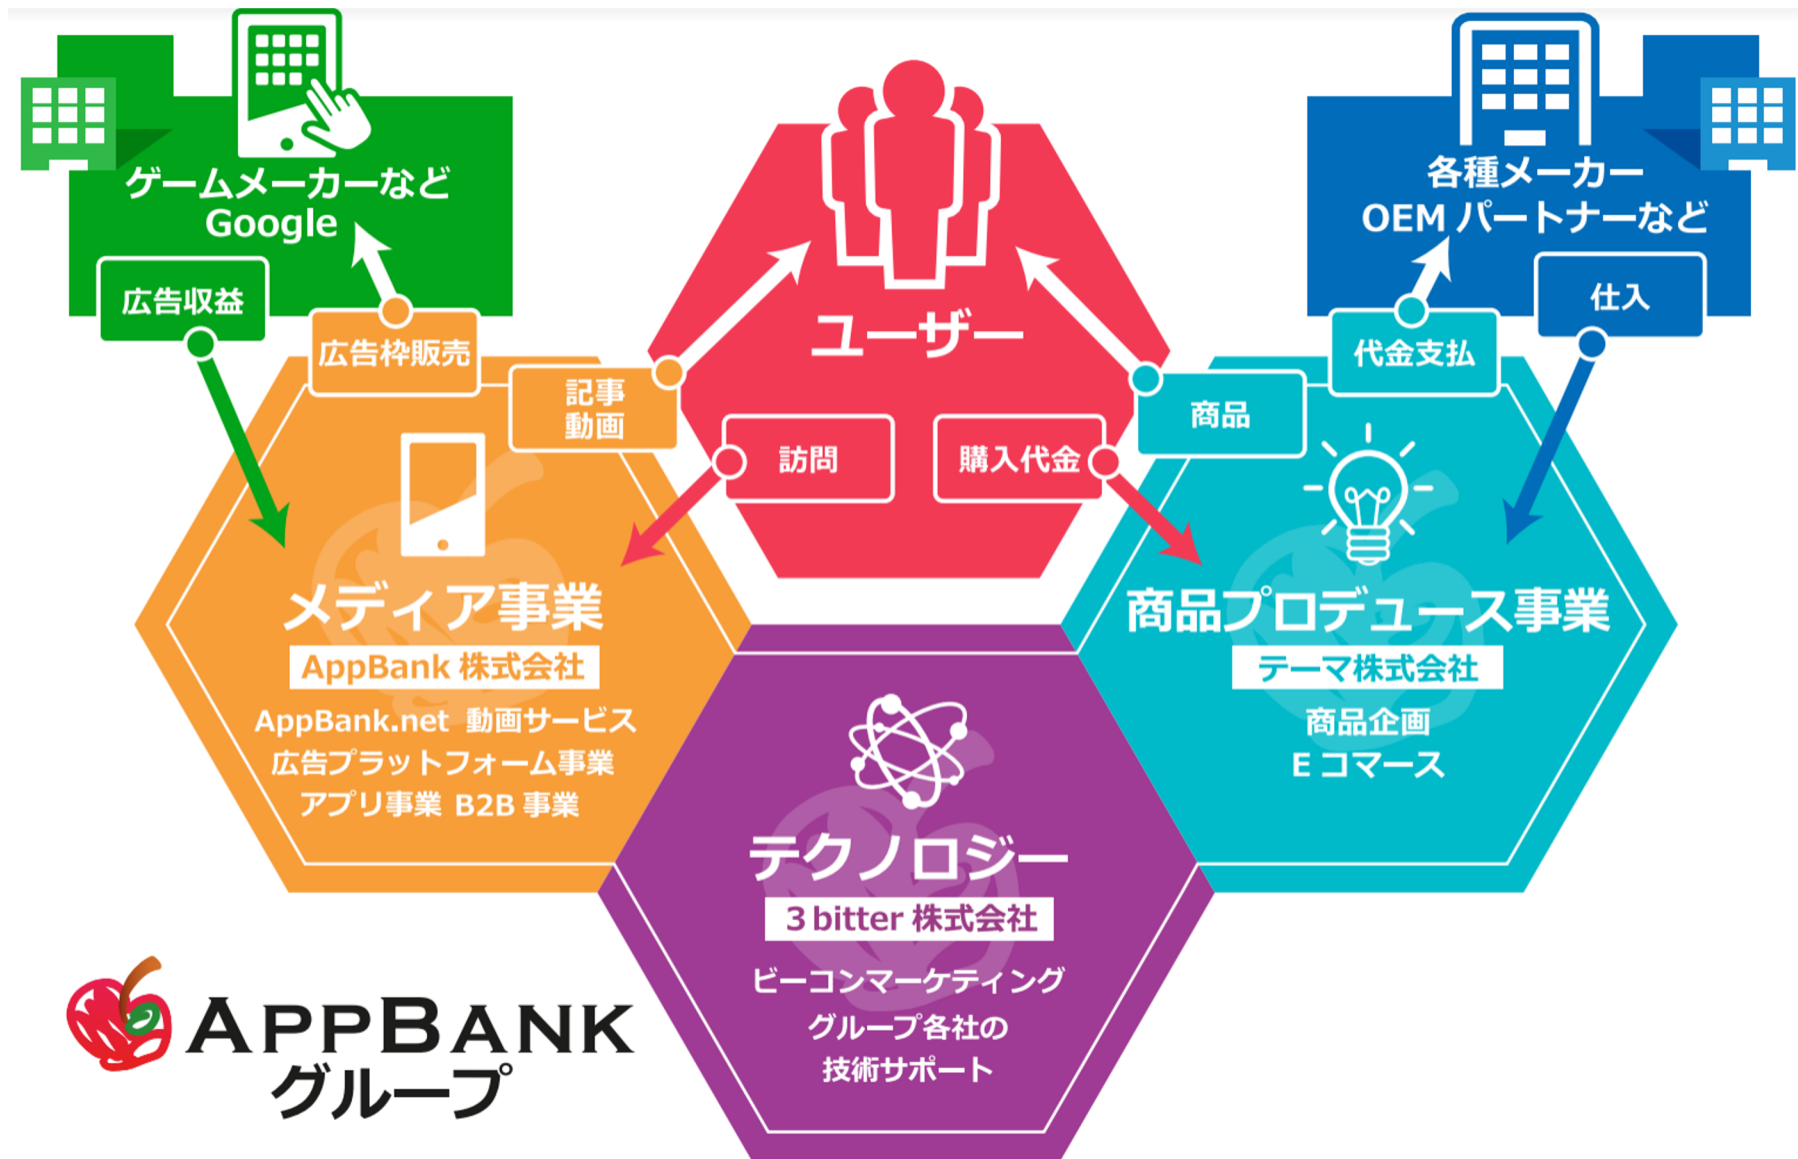 ゲームメーカーなど
Google
広告収益
広告枠販売
記事
動画
ユーザー
訪問
購入代金
各種メーカー
OEM パートナーなど
商品
代金支払
仕入
メディア事業
AppBank 株式会社
AppBank.net 動画サービス
広告プラットフォーム事業
アプリ事業 B2B 事業
商品プロデュース事業
テーマ株式会社
商品企画
E コマース
テクノロジー
3 bitter 株式会社
ビーコンマーケティング
グループ各社の
技術サポート
APPBANK
グループ